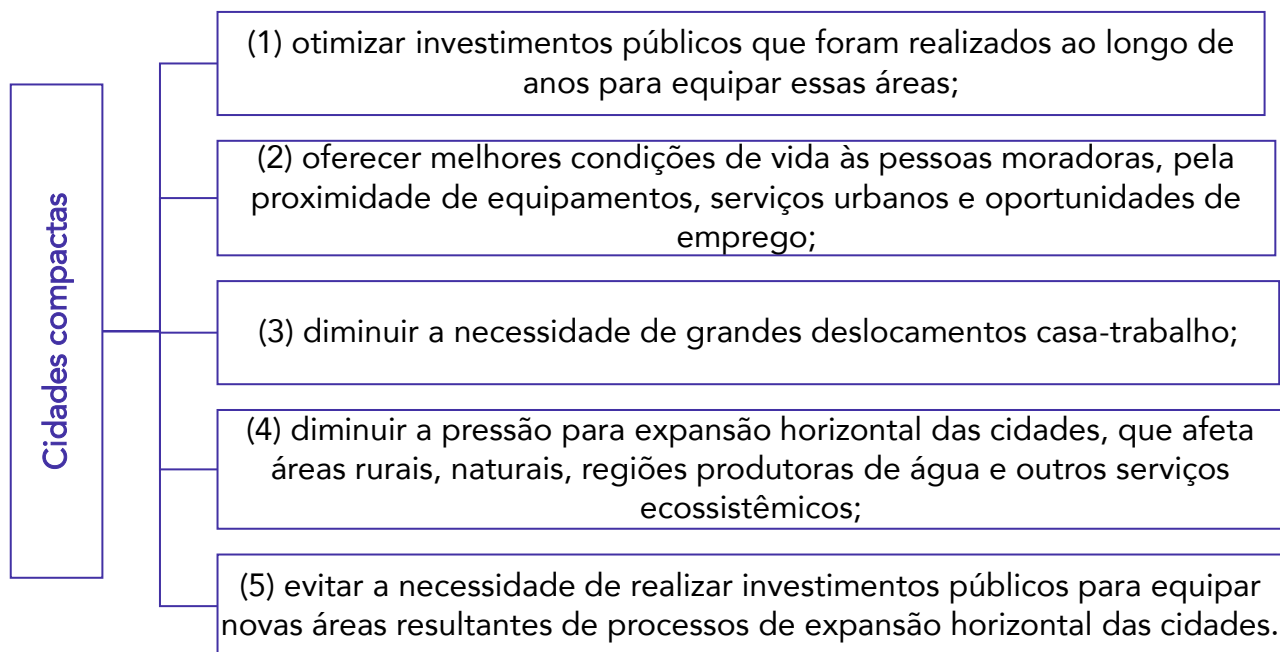 Cidades compactas
(1) otimizar investimentos públicos que foram realizados ao longo de
anos para equipar essas áreas;
(2) oferecer melhores condições de vida às pessoas moradoras, pela
proximidade de equipamentos, serviços urbanos e oportunidades de
emprego;
(3) diminuir a necessidade de grandes deslocamentos casa-trabalho;
(4) diminuir a pressão para expansão horizontal das cidades, que afeta
áreas rurais, naturais, regiões produtoras de água e outros serviços
ecossistêmicos;
(5) evitar a necessidade de realizar investimentos públicos para equipar
novas áreas resultantes de processos de expansão horizontal das cidades.